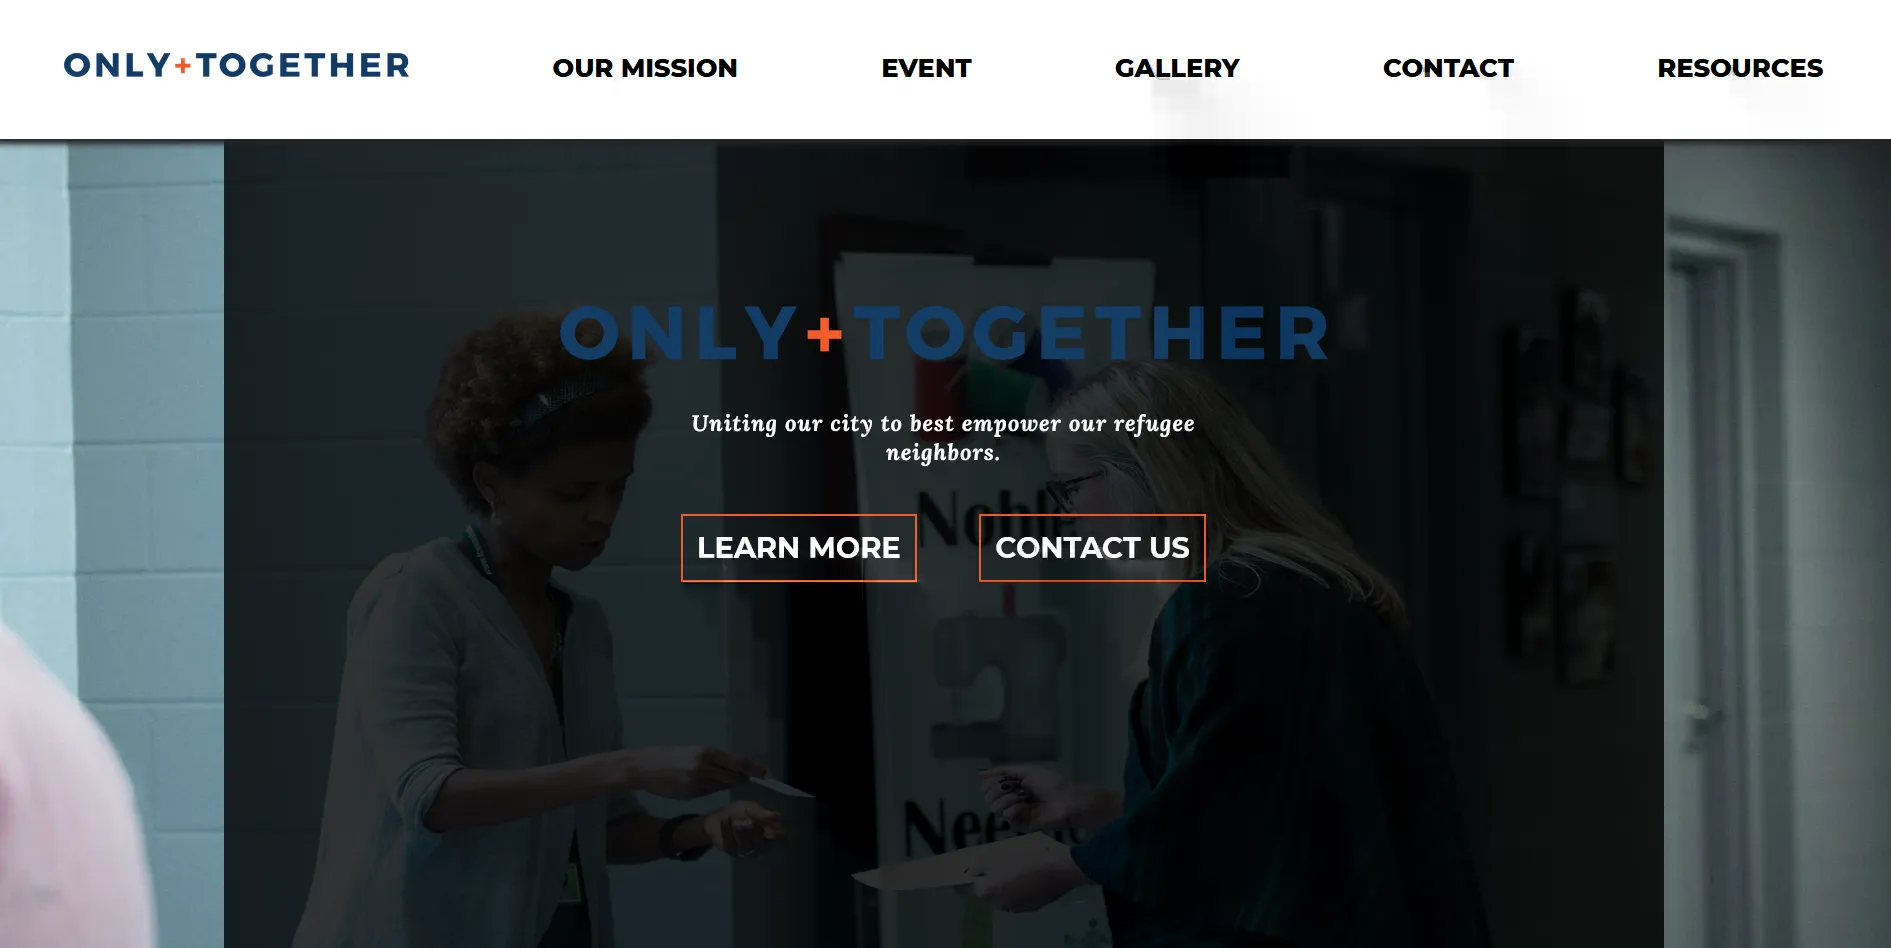 ONLY+TOGETHER
OUR MISSION
EVENT
GALLERY
CONTACT
RESOURCES
ONLY+TOGETHER
Uniting our city to best empower our refugee
neighbors.
Noble
LEARN MORE
CONTACT US